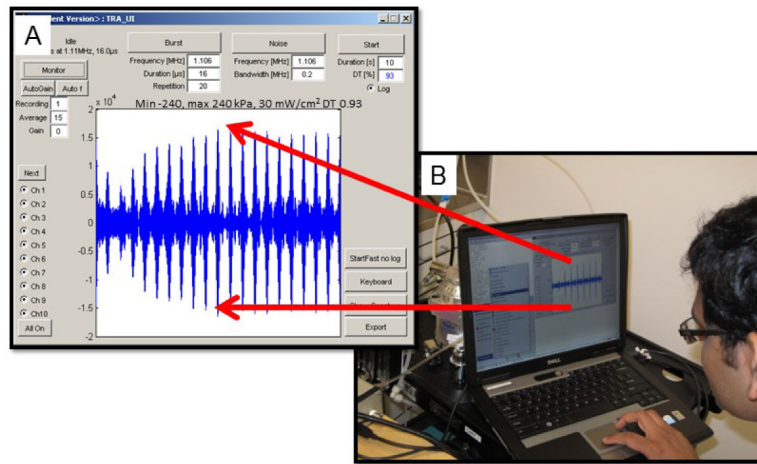 A
ent Version> : TRA_UI
Idle
s at 1.11MHz, 16.0µs
Monitor
AutoGain Auto f
Recording 1
Average 15
Gain 0
Burst
Frequency [MHz] 1.106
Duration [µs] 16
Repetition 20
Noise
Frequency [MHz] 1.106
Bandwidth [MHz] 0.2
Start
Duration [s] 10
DT [%] 93
Log
x 10⁴ Min -240, max 240 kPa, 30 mW/cm² DT 0.93
2
1.5
1
0.5
0
-0.5
-1
-1.5
-2
Next
Ch 1
Ch 2
Ch 3
Ch 4
Ch 5
Ch 6
Ch 7
Ch 8
Ch 9
Ch10
All On
StartFast no log
Keyboard
Export
B
DELL